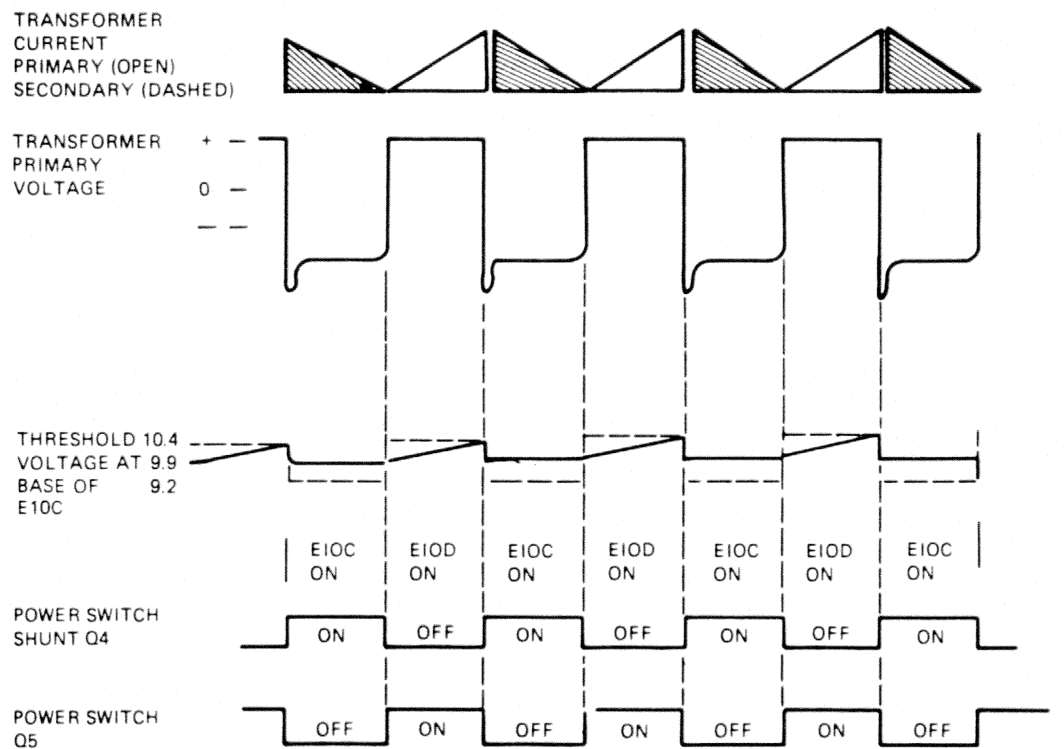 TRANSFORMER
CURRENT
PRIMARY (OPEN)
SECONDARY (DASHED)
TRANSFORMER + —
PRIMARY
VOLTAGE 0 —
— —
THRESHOLD 10.4
VOLTAGE AT 9.9
BASE OF 9.2
E10C
EIOC EIOD EIOC EIOD EIOC EIOD EIOC
ON ON ON ON ON ON ON
POWER SWITCH
SHUNT Q4
ON OFF ON OFF ON OFF ON
POWER SWITCH
Q5
OFF ON OFF ON OFF ON OFF